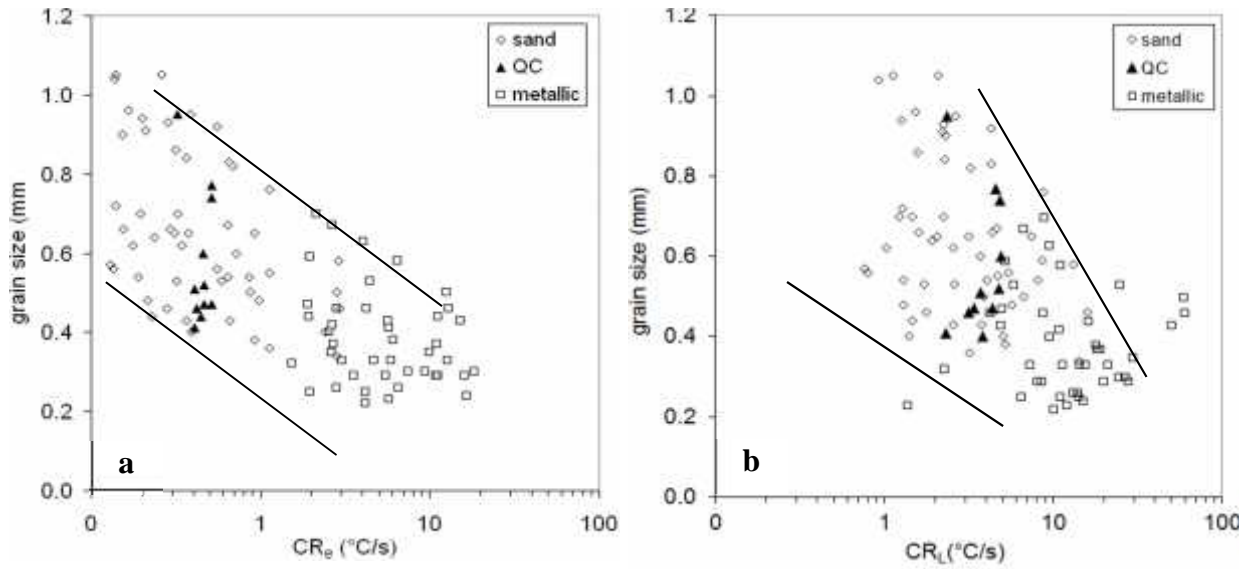 1.2
1.0
0.8
0.6
0.4
0.2
0.0
grain size (mm
sand
QC
metallic
a
0 1 10 100
CRe (°C/s)
1.2
1.0
0.8
0.6
0.4
0.2
0.0
grain size (mm)
sand
QC
metallic
b
0 1 10 100
CRL(°C/s)